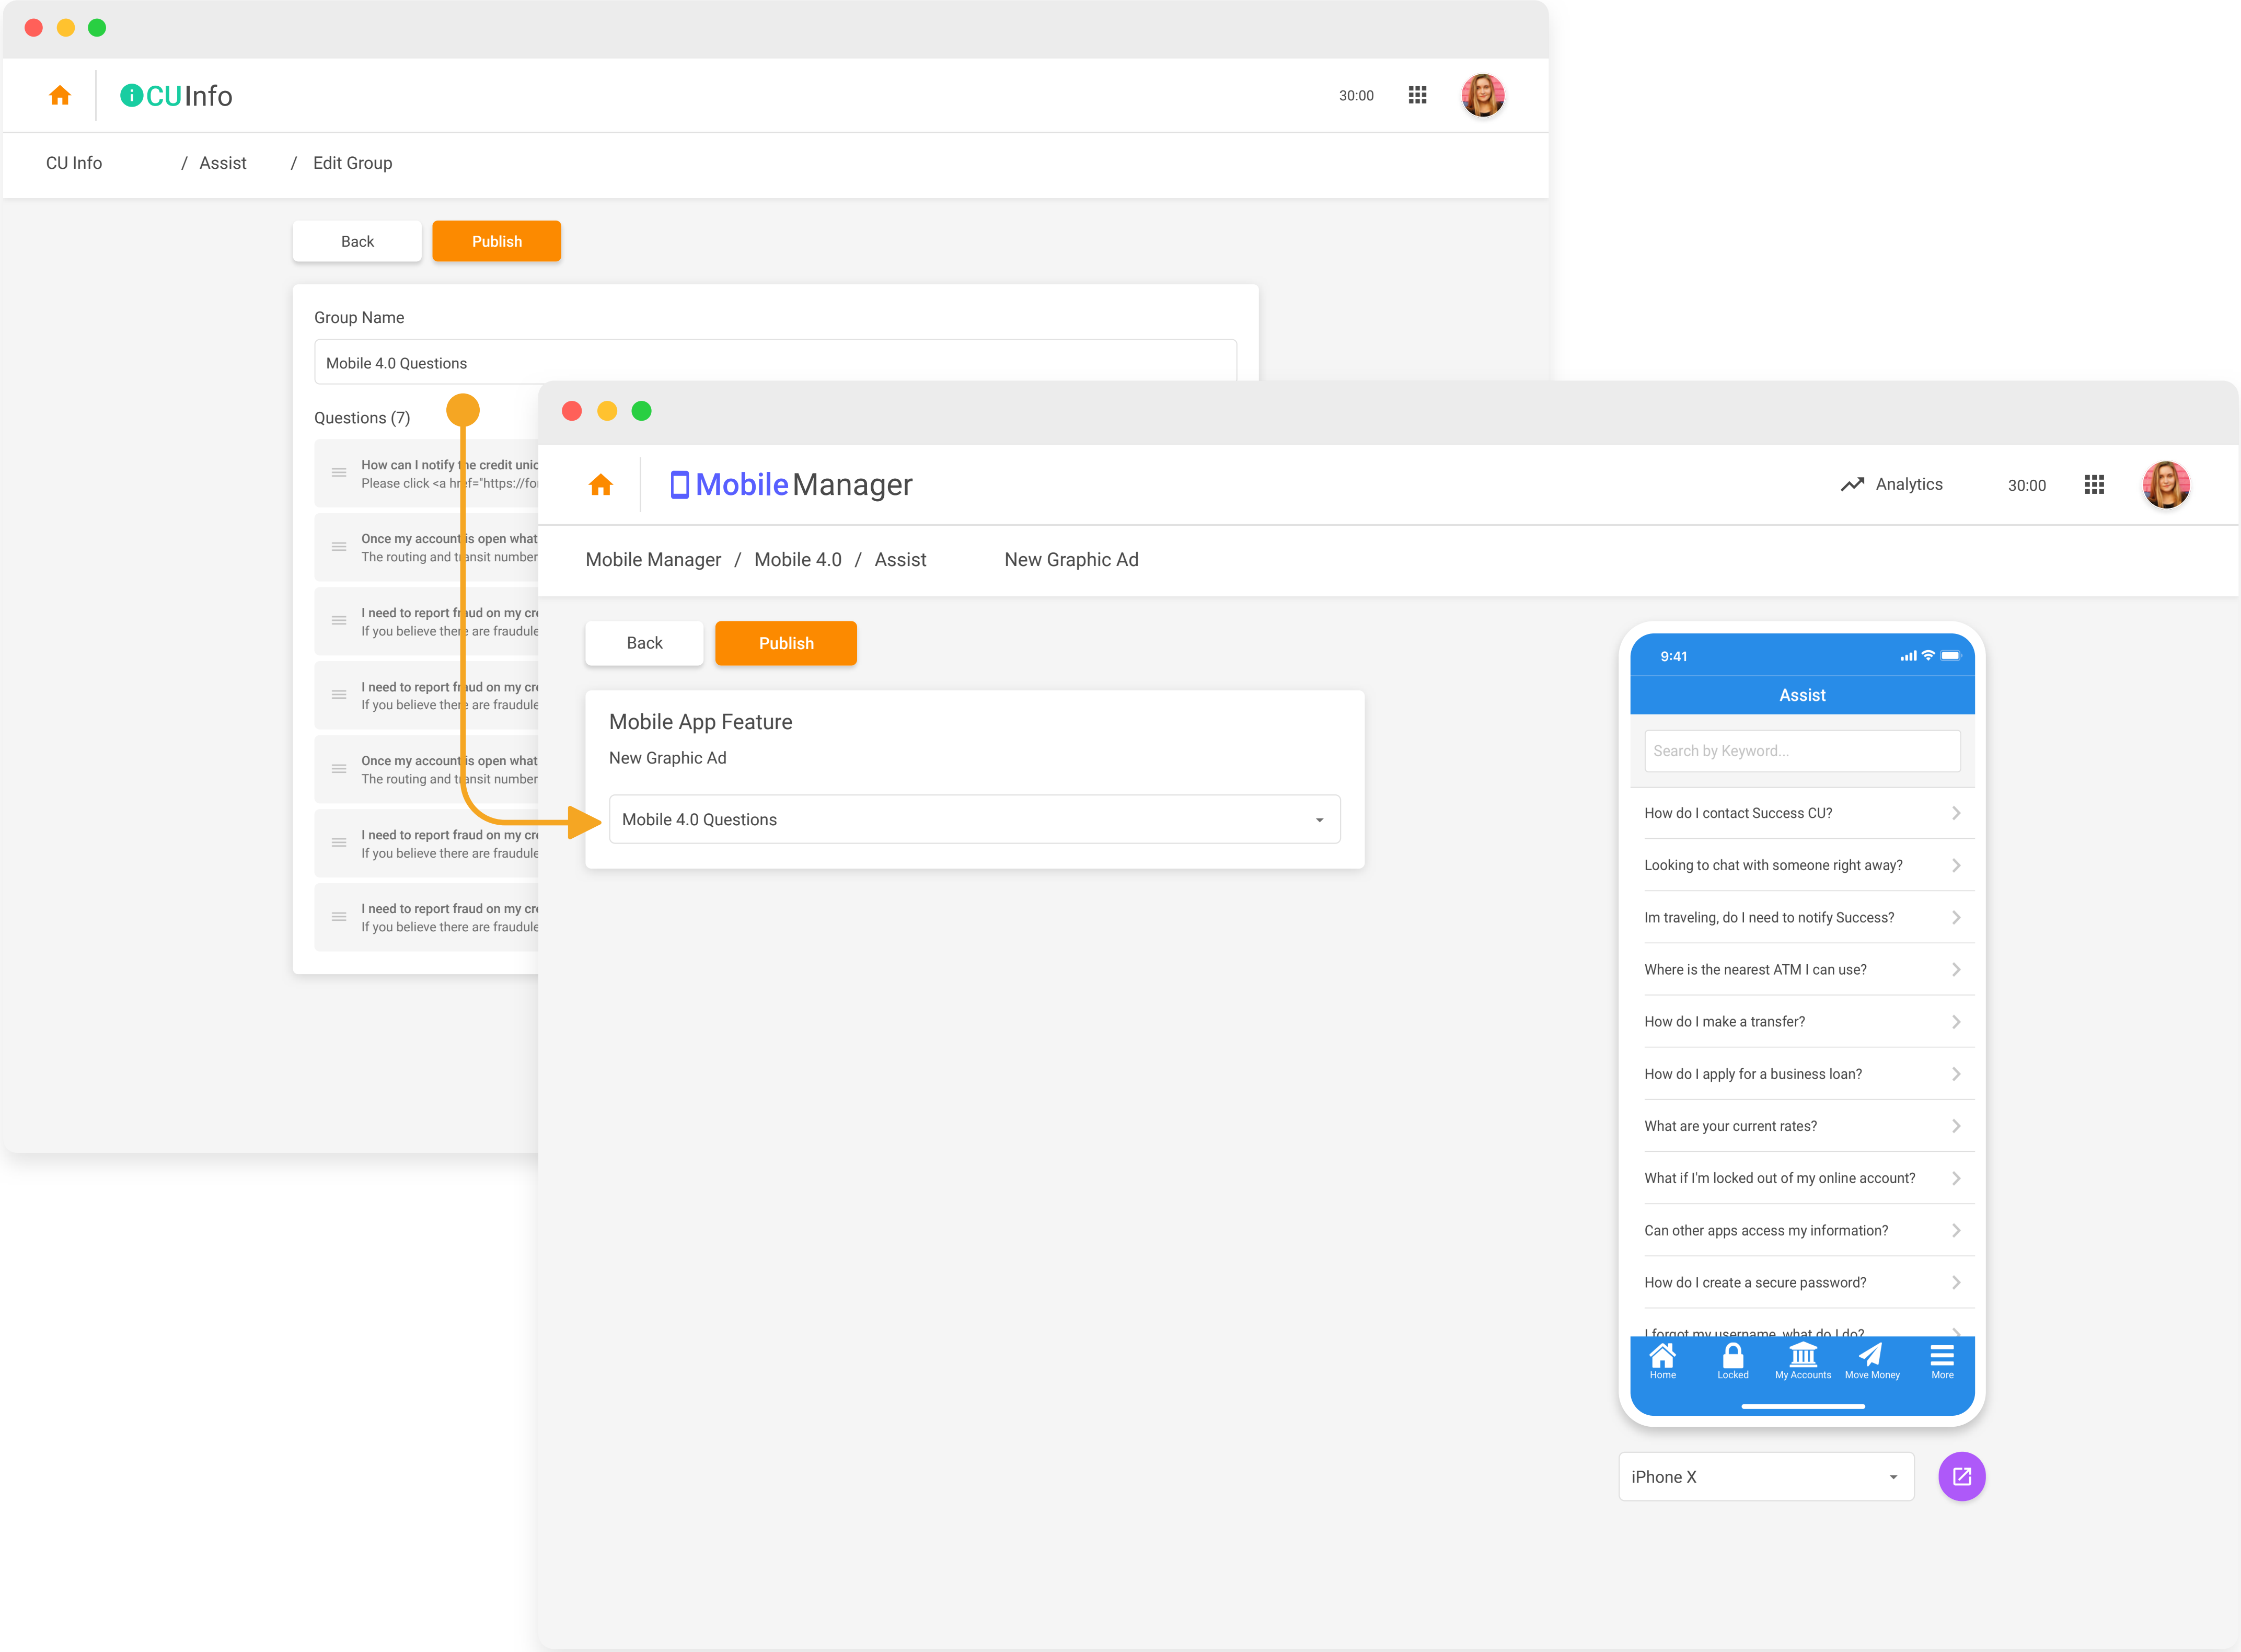 CUInfo
30:00
CU Info / Assist / Edit Group
Back
Publish
Group Name
Mobile 4.0 Questions
Questions (7)
How can I notify the credit
Please click <a href="https://
Once my account is open what
The routing and transit number
I need to report fraud on my
If you believe there are
I need to report fraud on my
If you believe there are
Once my account is open what
The routing and transit number
I need to report fraud on my
If you believe there are
I need to report fraud on my
If you believe there are
MobileManager
Analytics
30:00
Mobile Manager / Mobile 4.0 / Assist
New Graphic Ad
Back
Publish
Mobile App Feature
New Graphic Ad
Mobile 4.0 Questions
9:41
Assist
Search by Keyword...
How do I contact Success CU?
Looking to chat with someone right away?
Im traveling, do I need to notify Success?
Where is the nearest ATM I can use?
How do I make a transfer?
How do I apply for a business loan?
What are your current rates?
What if I'm locked out of my online account?
Can other apps access my information?
How do I create a secure password?
I forgot my username, what do I do?
Home
Locked
My Accounts
Move Money
More
iPhone X